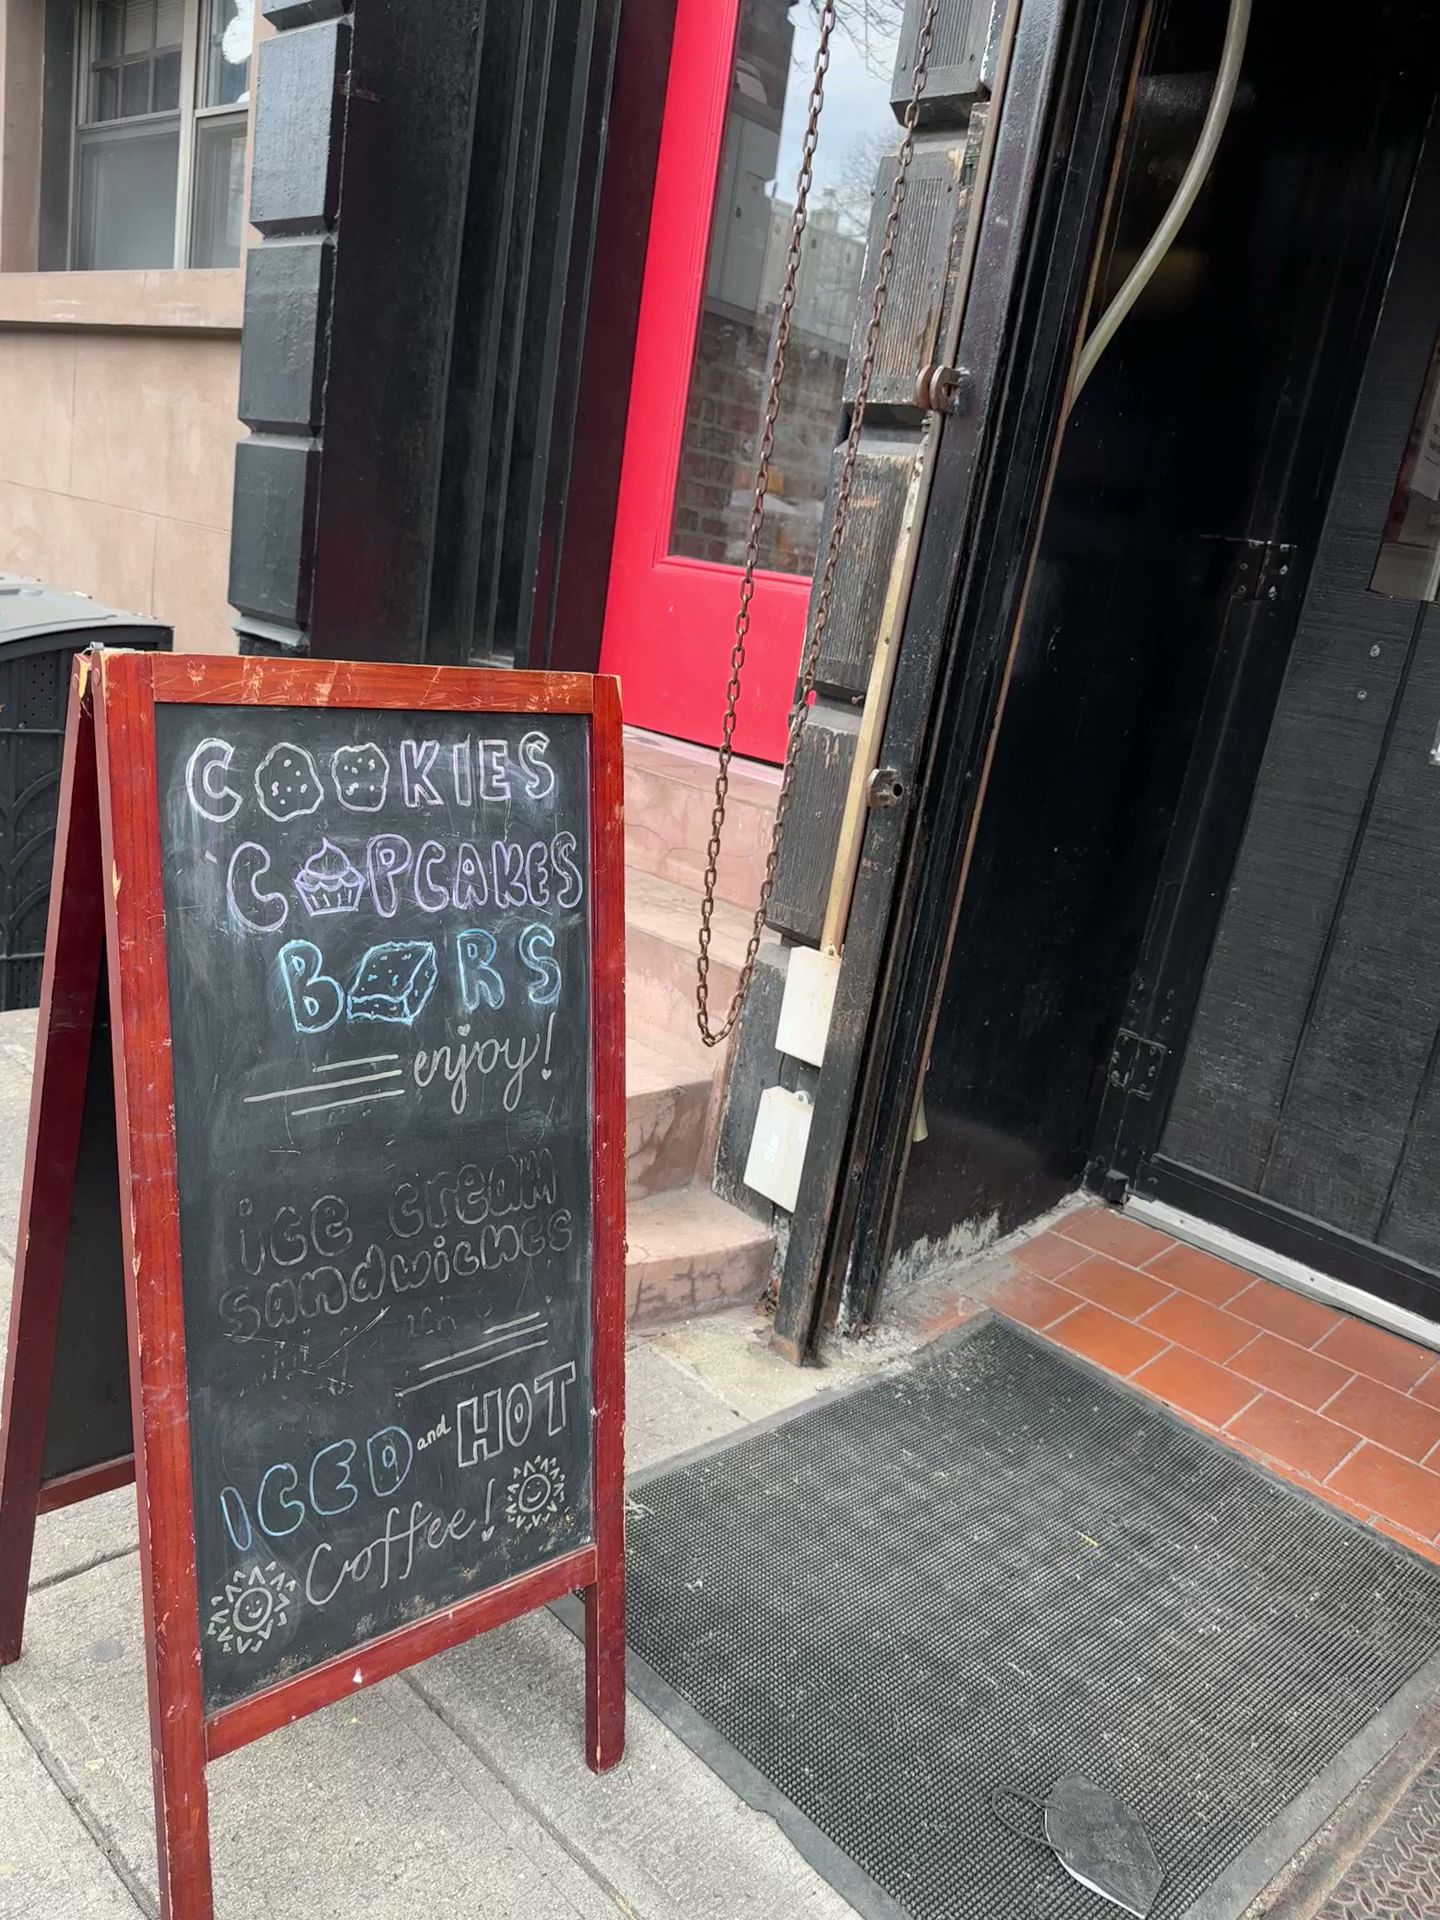 COOKIES
CUPCAKES
BARS
enjoy!
ice cream
sandwiches
ICED and HOT
Coffee!